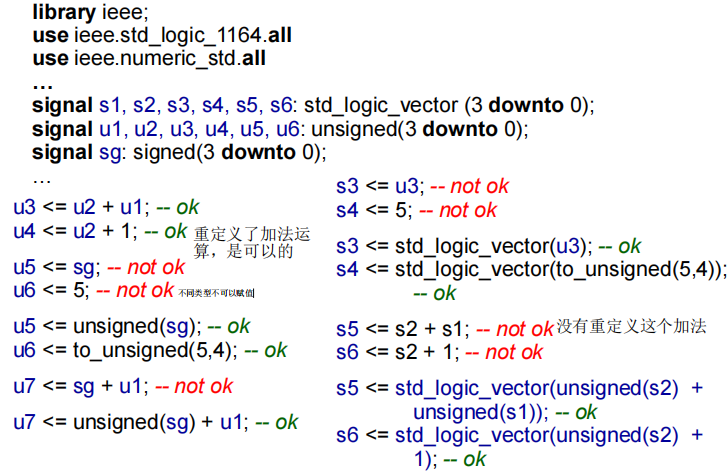 library ieee;
use ieee.std_logic_1164.all
use ieee.numeric_std.all
...
signal s1, s2, s3, s4, s5, s6: std_logic_vector (3 downto 0);
signal u1, u2, u3, u4, u5, u6: unsigned(3 downto 0);
signal sg: signed(3 downto 0);
...
u3 <= u2 + u1; -- ok
u4 <= u2 + 1; -- ok
重定义了加法运
算，是可以的
u5 <= sg; -- not ok
u6 <= 5; -- not ok 不同类型不可以赋值
u5 <= unsigned(sg); -- ok
u6 <= to_unsigned(5,4); -- ok
u7 <= sg + u1; -- not ok
u7 <= unsigned(sg) + u1; -- ok
s3 <= u3; -- not ok
s4 <= 5; -- not ok
s3 <= std_logic_vector(u3); -- ok
s4 <= std_logic_vector(to_unsigned(5,4));
-- ok
s5 <= s2 + s1; -- not ok 没有重定义这个加法
s6 <= s2 + 1; -- not ok
s5 <= std_logic_vector(unsigned(s2) +
unsigned(s1)); -- ok
s6 <= std_logic_vector(unsigned(s2) +
1); -- ok